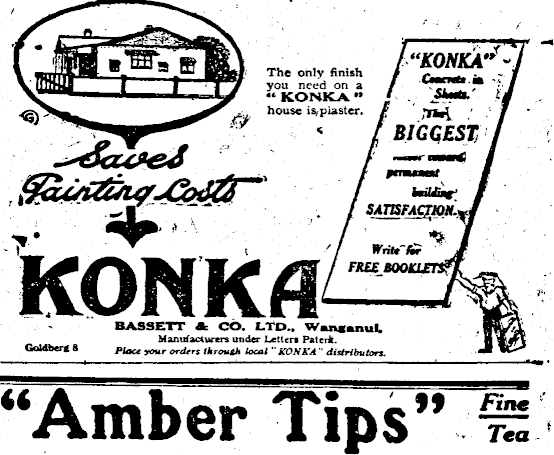 The only finish
you need on a
"KONKA"
house is plaster.
Saves
Painting Costs
"KONKA"
Concrete in
Sheets.
The
BIGGEST
toward
permanent
building
SATISFACTION.
Write for
FREE BOOKLETS.
KONKA
BASSETT & CO. LTD., Wanganui,
Manufacturers under Letters Patent.
Goldberg 8
Place your orders through local "KONKA" distributors.
"Amber Tips" Fine
Tea